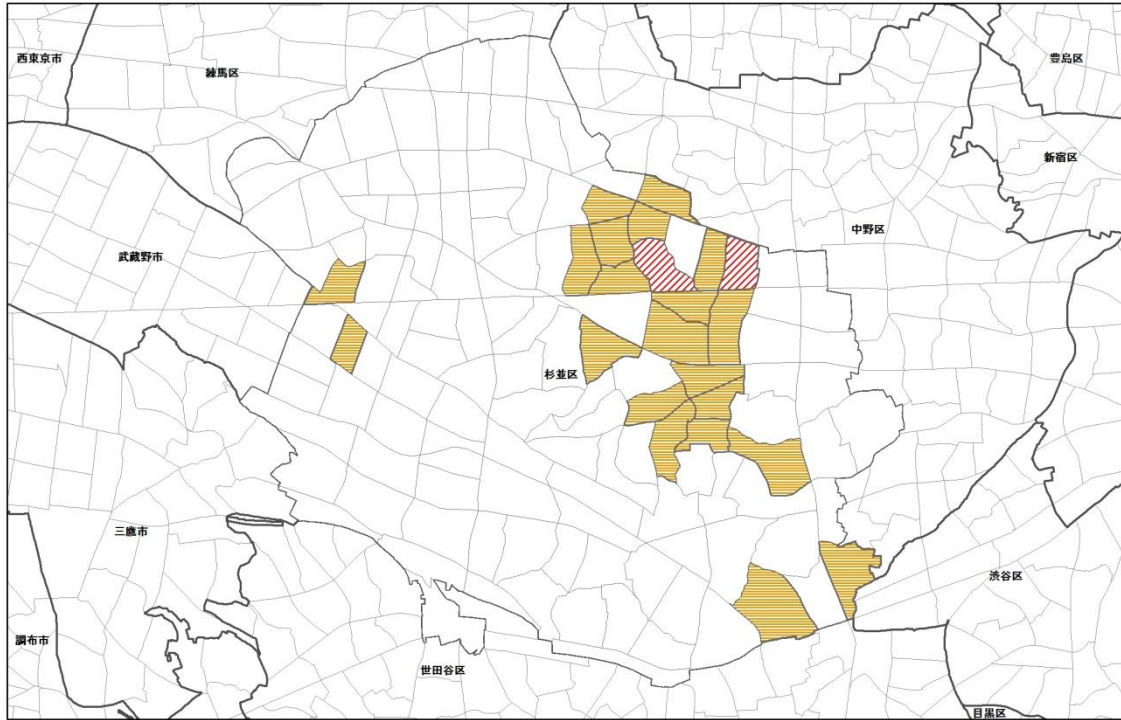 西東京市
練馬区
豊島区
新宿区
中野区
武蔵野市
杉並区
三鷹市
渋谷区
調布市
世田谷区
目黒区